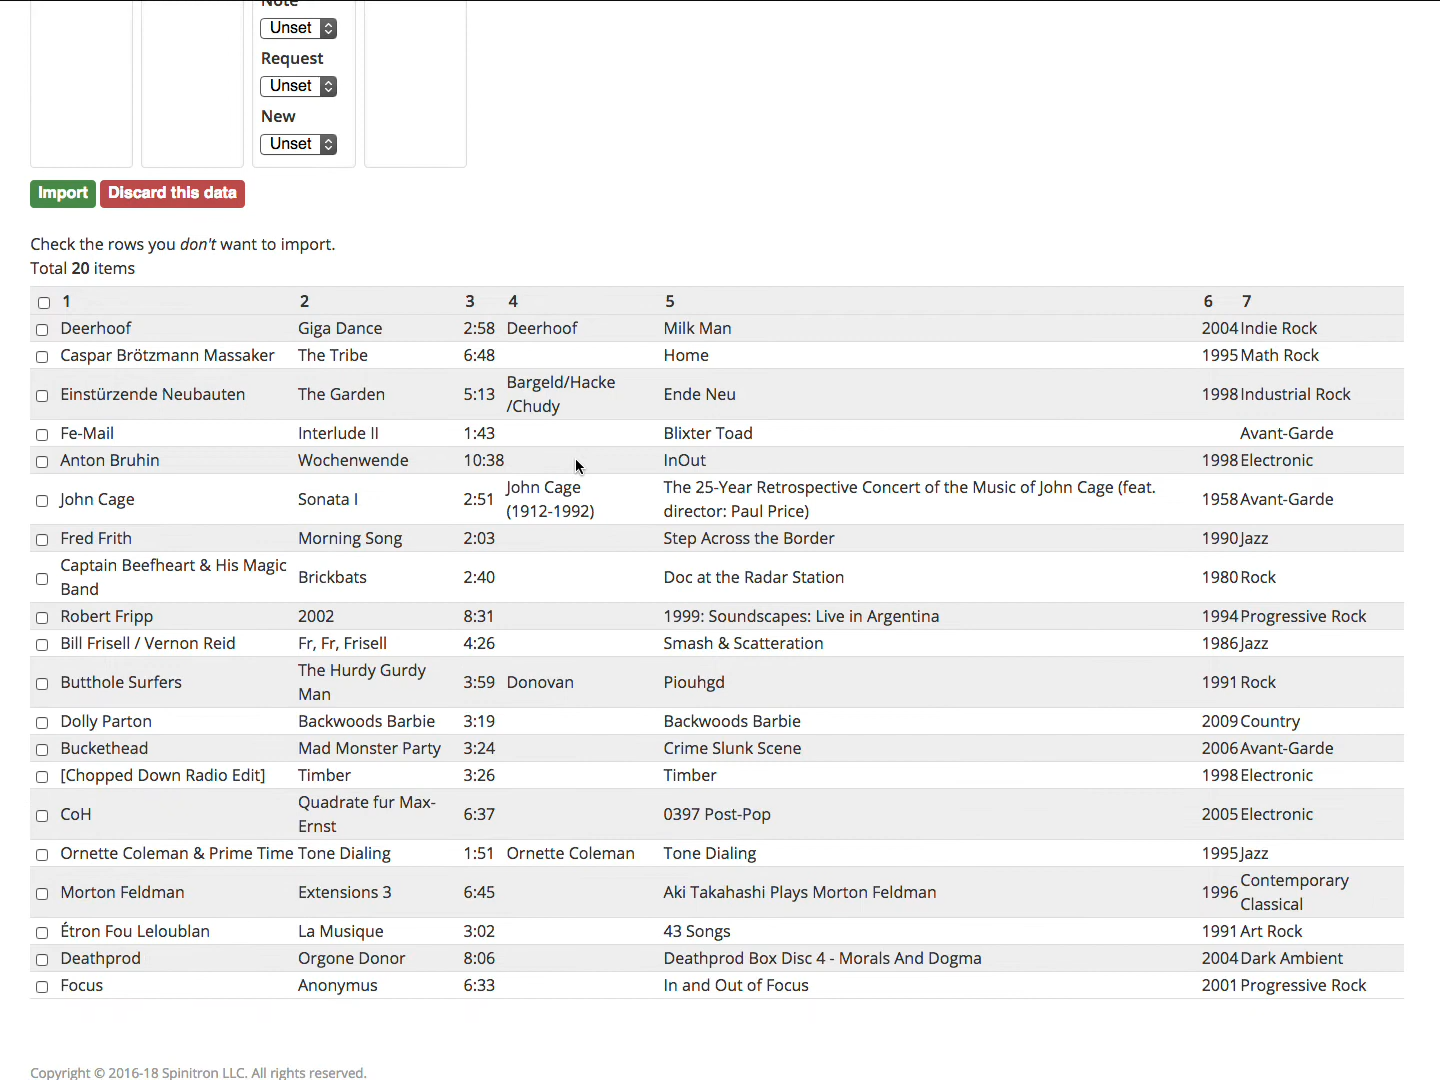 Note
Unset
Request
Unset
New
Unset
Import Discard this data
Check the rows you don't want to import.
Total 20 items
1 2 3 4 5 6 7
Deerhoof Giga Dance 2:58 Deerhoof Milk Man 2004 Indie Rock
Caspar Brötzmann Massaker The Tribe 6:48 Home 1995 Math Rock
Einstürzende Neubauten The Garden 5:13 Bargeld/Hacke
/Chudy Ende Neu 1998 Industrial Rock
Fe-Mail Interlude II 1:43 Blixter Toad Avant-Garde
Anton Bruhin Wochenwende 10:38 InOut 1998 Electronic
John Cage Sonata I 2:51 John Cage
(1912-1992) The 25-Year Retrospective Concert of the Music of John Cage (feat.
director: Paul Price) 1958 Avant-Garde
Fred Frith Morning Song 2:03 Step Across the Border 1990 Jazz
Captain Beefheart & His Magic
Band Brickbats 2:40 Doc at the Radar Station 1980 Rock
Robert Fripp 2002 8:31 1999: Soundscapes: Live in Argentina 1994 Progressive Rock
Bill Frisell / Vernon Reid Fr, Fr, Frisell 4:26 Smash & Scatteration 1986 Jazz
Butthole Surfers The Hurdy Gurdy
Man 3:59 Donovan Piouhgd 1991 Rock
Dolly Parton Backwoods Barbie 3:19 Backwoods Barbie 2009 Country
Buckethead Mad Monster Party 3:24 Crime Slunk Scene 2006 Avant-Garde
[Chopped Down Radio Edit] Timber 3:26 Timber 1998 Electronic
CoH Quadrate fur Max-
Ernst 6:37 0397 Post-Pop 2005 Electronic
Ornette Coleman & Prime Time Tone Dialing 1:51 Ornette Coleman Tone Dialing 1995 Jazz
Morton Feldman Extensions 3 6:45 Aki Takahashi Plays Morton Feldman 1996 Contemporary
Classical
Étron Fou Leloublan La Musique 3:02 43 Songs 1991 Art Rock
Deathprod Orgone Donor 8:06 Deathprod Box Disc 4 - Morals And Dogma 2004 Dark Ambient
Focus Anonymus 6:33 In and Out of Focus 2001 Progressive Rock
Copyright © 2016-18 Spinitron LLC. All rights reserved.